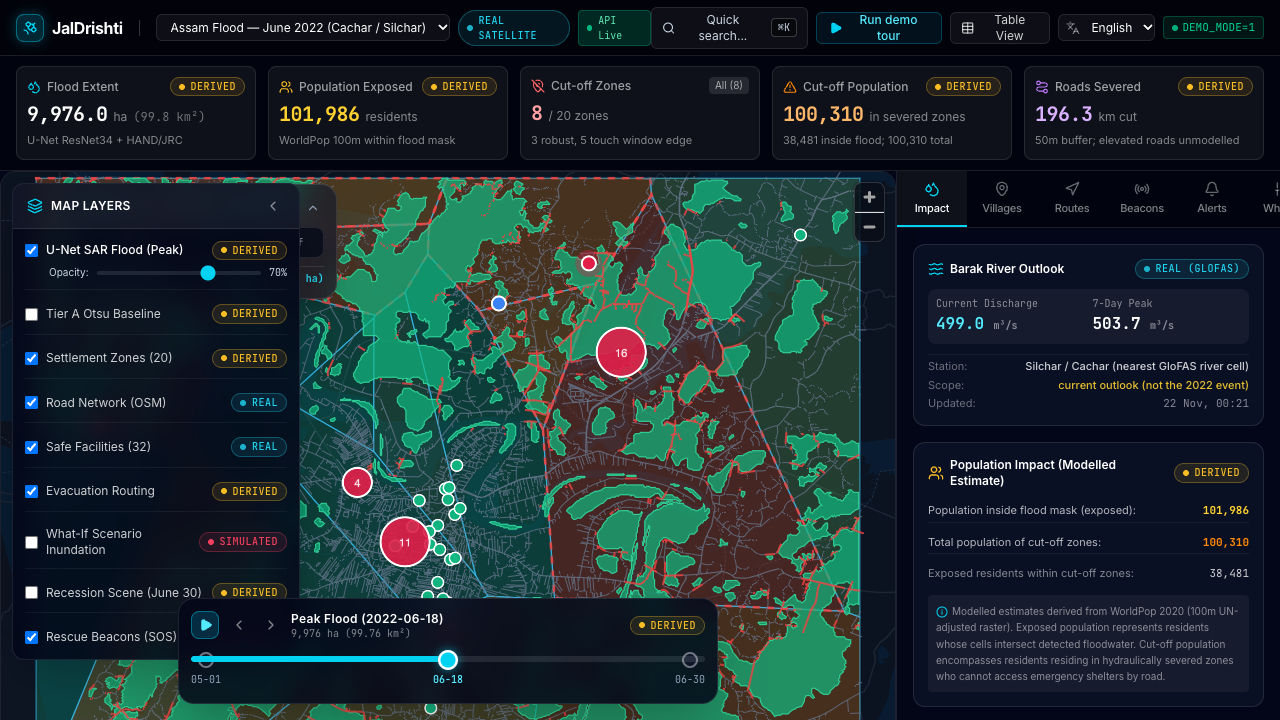 JalDrishti
Assam Flood — June 2022 (Cachar / Silchar)
REAL SATELLITE
API Live
Quick search...
⌘K
Run demo tour
Table View
English
DEMO_MODE=1
Flood Extent
DERIVED
9,976.0 ha (99.8 km²)
U-Net ResNet34 + HAND/JRC
Population Exposed
DERIVED
101,986 residents
WorldPop 100m within flood mask
Cut-off Zones
All (8)
8 / 20 zones
3 robust, 5 touch window edge
Cut-off Population
DERIVED
100,310 in severed zones
38,481 inside flood; 100,310 total
Roads Severed
DERIVED
196.3 km cut
50m buffer; elevated roads unmodelled
MAP LAYERS
U-Net SAR Flood (Peak)
DERIVED
Opacity:
70%
Tier A Otsu Baseline
DERIVED
Settlement Zones (20)
DERIVED
Road Network (OSM)
REAL
Safe Facilities (32)
REAL
Evacuation Routing
DERIVED
What-If Scenario Inundation
SIMULATED
Recession Scene (June 30)
DERIVED
Rescue Beacons (SOS)
ha)
16
4
11
+
−
Peak Flood (2022-06-18)
9,976 ha (99.76 km²)
DERIVED
05-01
06-18
06-30
Impact
Villages
Routes
Beacons
Alerts
Wh
Barak River Outlook
REAL (GLOFAS)
Current Discharge
499.0 m³/s
7-Day Peak
503.7 m³/s
Station:
Silchar / Cachar (nearest GloFAS river cell)
Scope:
current outlook (not the 2022 event)
Updated:
22 Nov, 00:21
Population Impact (Modelled Estimate)
DERIVED
Population inside flood mask (exposed):
101,986
Total population of cut-off zones:
100,310
Exposed residents within cut-off zones:
38,481
Modelled estimates derived from WorldPop 2020 (100m UN-
adjusted raster). Exposed population represents residents
whose cells intersect detected floodwater. Cut-off population
encompasses residents residing in hydraulically severed zones
who cannot access emergency shelters by road.